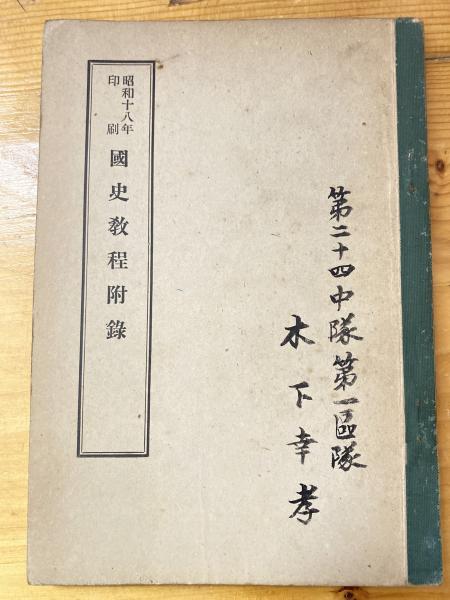 第二十四中隊第一區隊
木下幸孝
昭和十八年
印刷
國史教程附錄